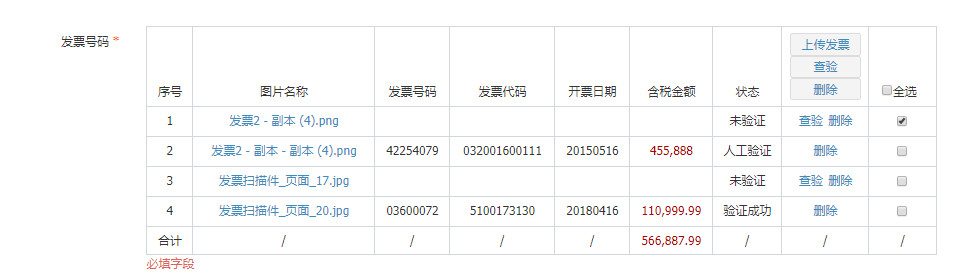 发票号码 *
上传发票
查验
序号 图片名称 发票号码 发票代码 开票日期 含税金额 状态 删除 全选
1 发票2 - 副本 (4).png 未验证 查验 删除
2 发票2 - 副本 - 副本 (4).png 42254079 032001600111 20150516 455,888 人工验证 删除
3 发票扫描件_页面_17.jpg 未验证 查验 删除
4 发票扫描件_页面_20.jpg 03600072 5100173130 20180416 110,999.99 验证成功 删除
合计 / / / / 566,887.99 / / /
必填字段